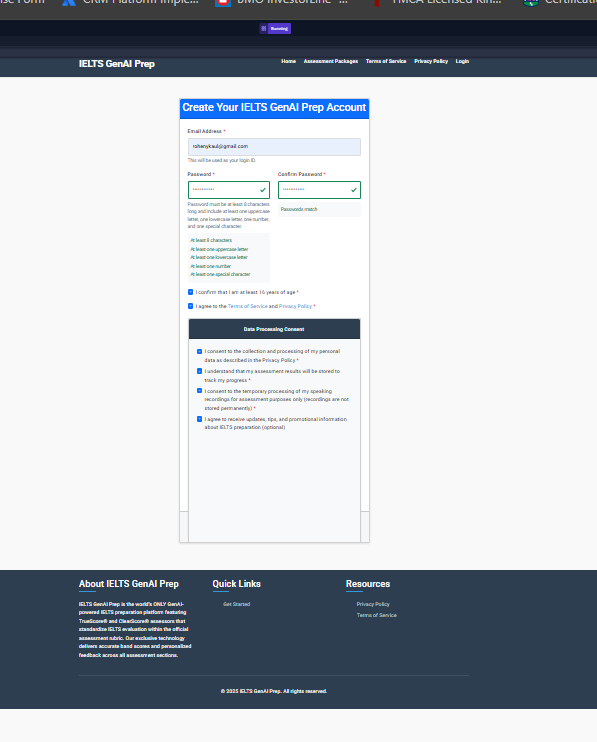 CRM Platform Imple...
BMO InvestorLine - ...
Running
IELTS GenAI Prep
Home Assessment Packages Terms of Service Privacy Policy Login
Create Your IELTS GenAI Prep Account
Email Address *
rohenykaul@gmail.com
This will be used as your login ID.
Password * Confirm Password *
Password must be at least 8 characters
long and include at least one uppercase
letter, one lowercase letter, one number,
and one special character.
Passwords match
At least 8 characters
At least one uppercase letter
At least one lowercase letter
At least one number
At least one special character
I confirm that I am at least 16 years of age *
I agree to the Terms of Service and Privacy Policy *
Data Processing Consent
I consent to the collection and processing of my personal
data as described in the Privacy Policy *
I understand that my assessment results will be stored to
track my progress *
I consent to the temporary processing of my speaking
recordings for assessment purposes only (recordings are not
stored permanently) *
I agree to receive updates, tips, and promotional information
about IELTS preparation (optional)
About IELTS GenAI Prep Quick Links Resources
IELTS GenAI Prep is the world's ONLY GenAI-
powered IELTS preparation platform featuring
TrueScore® and ClearScore® assessors that
standardize IELTS evaluation within the official
assessment rubric. Our exclusive technology
delivers accurate band scores and personalized
feedback across all assessment sections.
Get Started
Privacy Policy
Terms of Service
© 2025 IELTS GenAI Prep. All rights reserved.